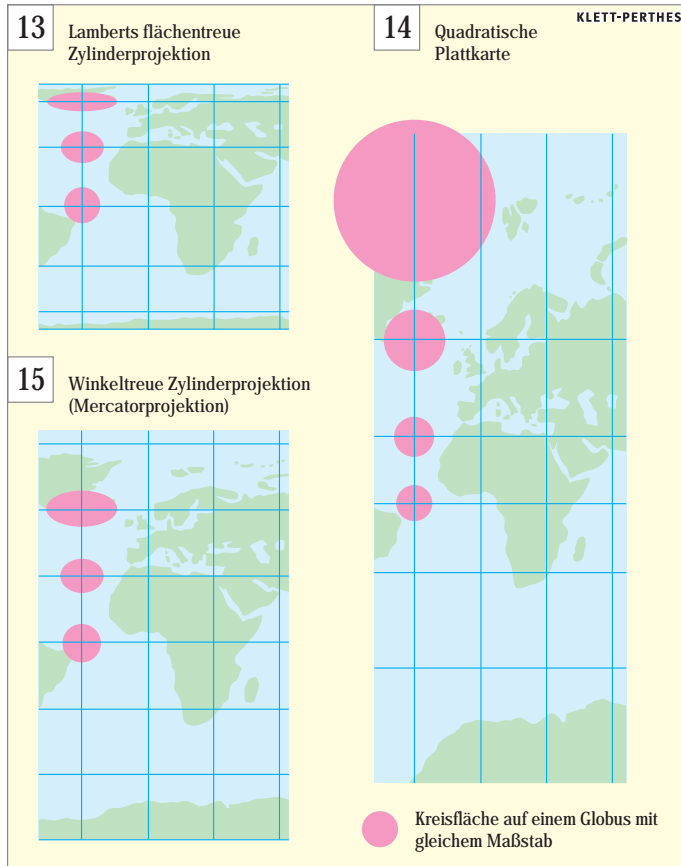 13
Lamberts flächentreue
Zylinderprojektion
14
Quadratische
Plattkarte
KLETT-PERTHES
15
Winkeltreue Zylinderprojektion
(Mercatorprojektion)
Kreisfläche auf einem Globus mit
gleichem Maßstab